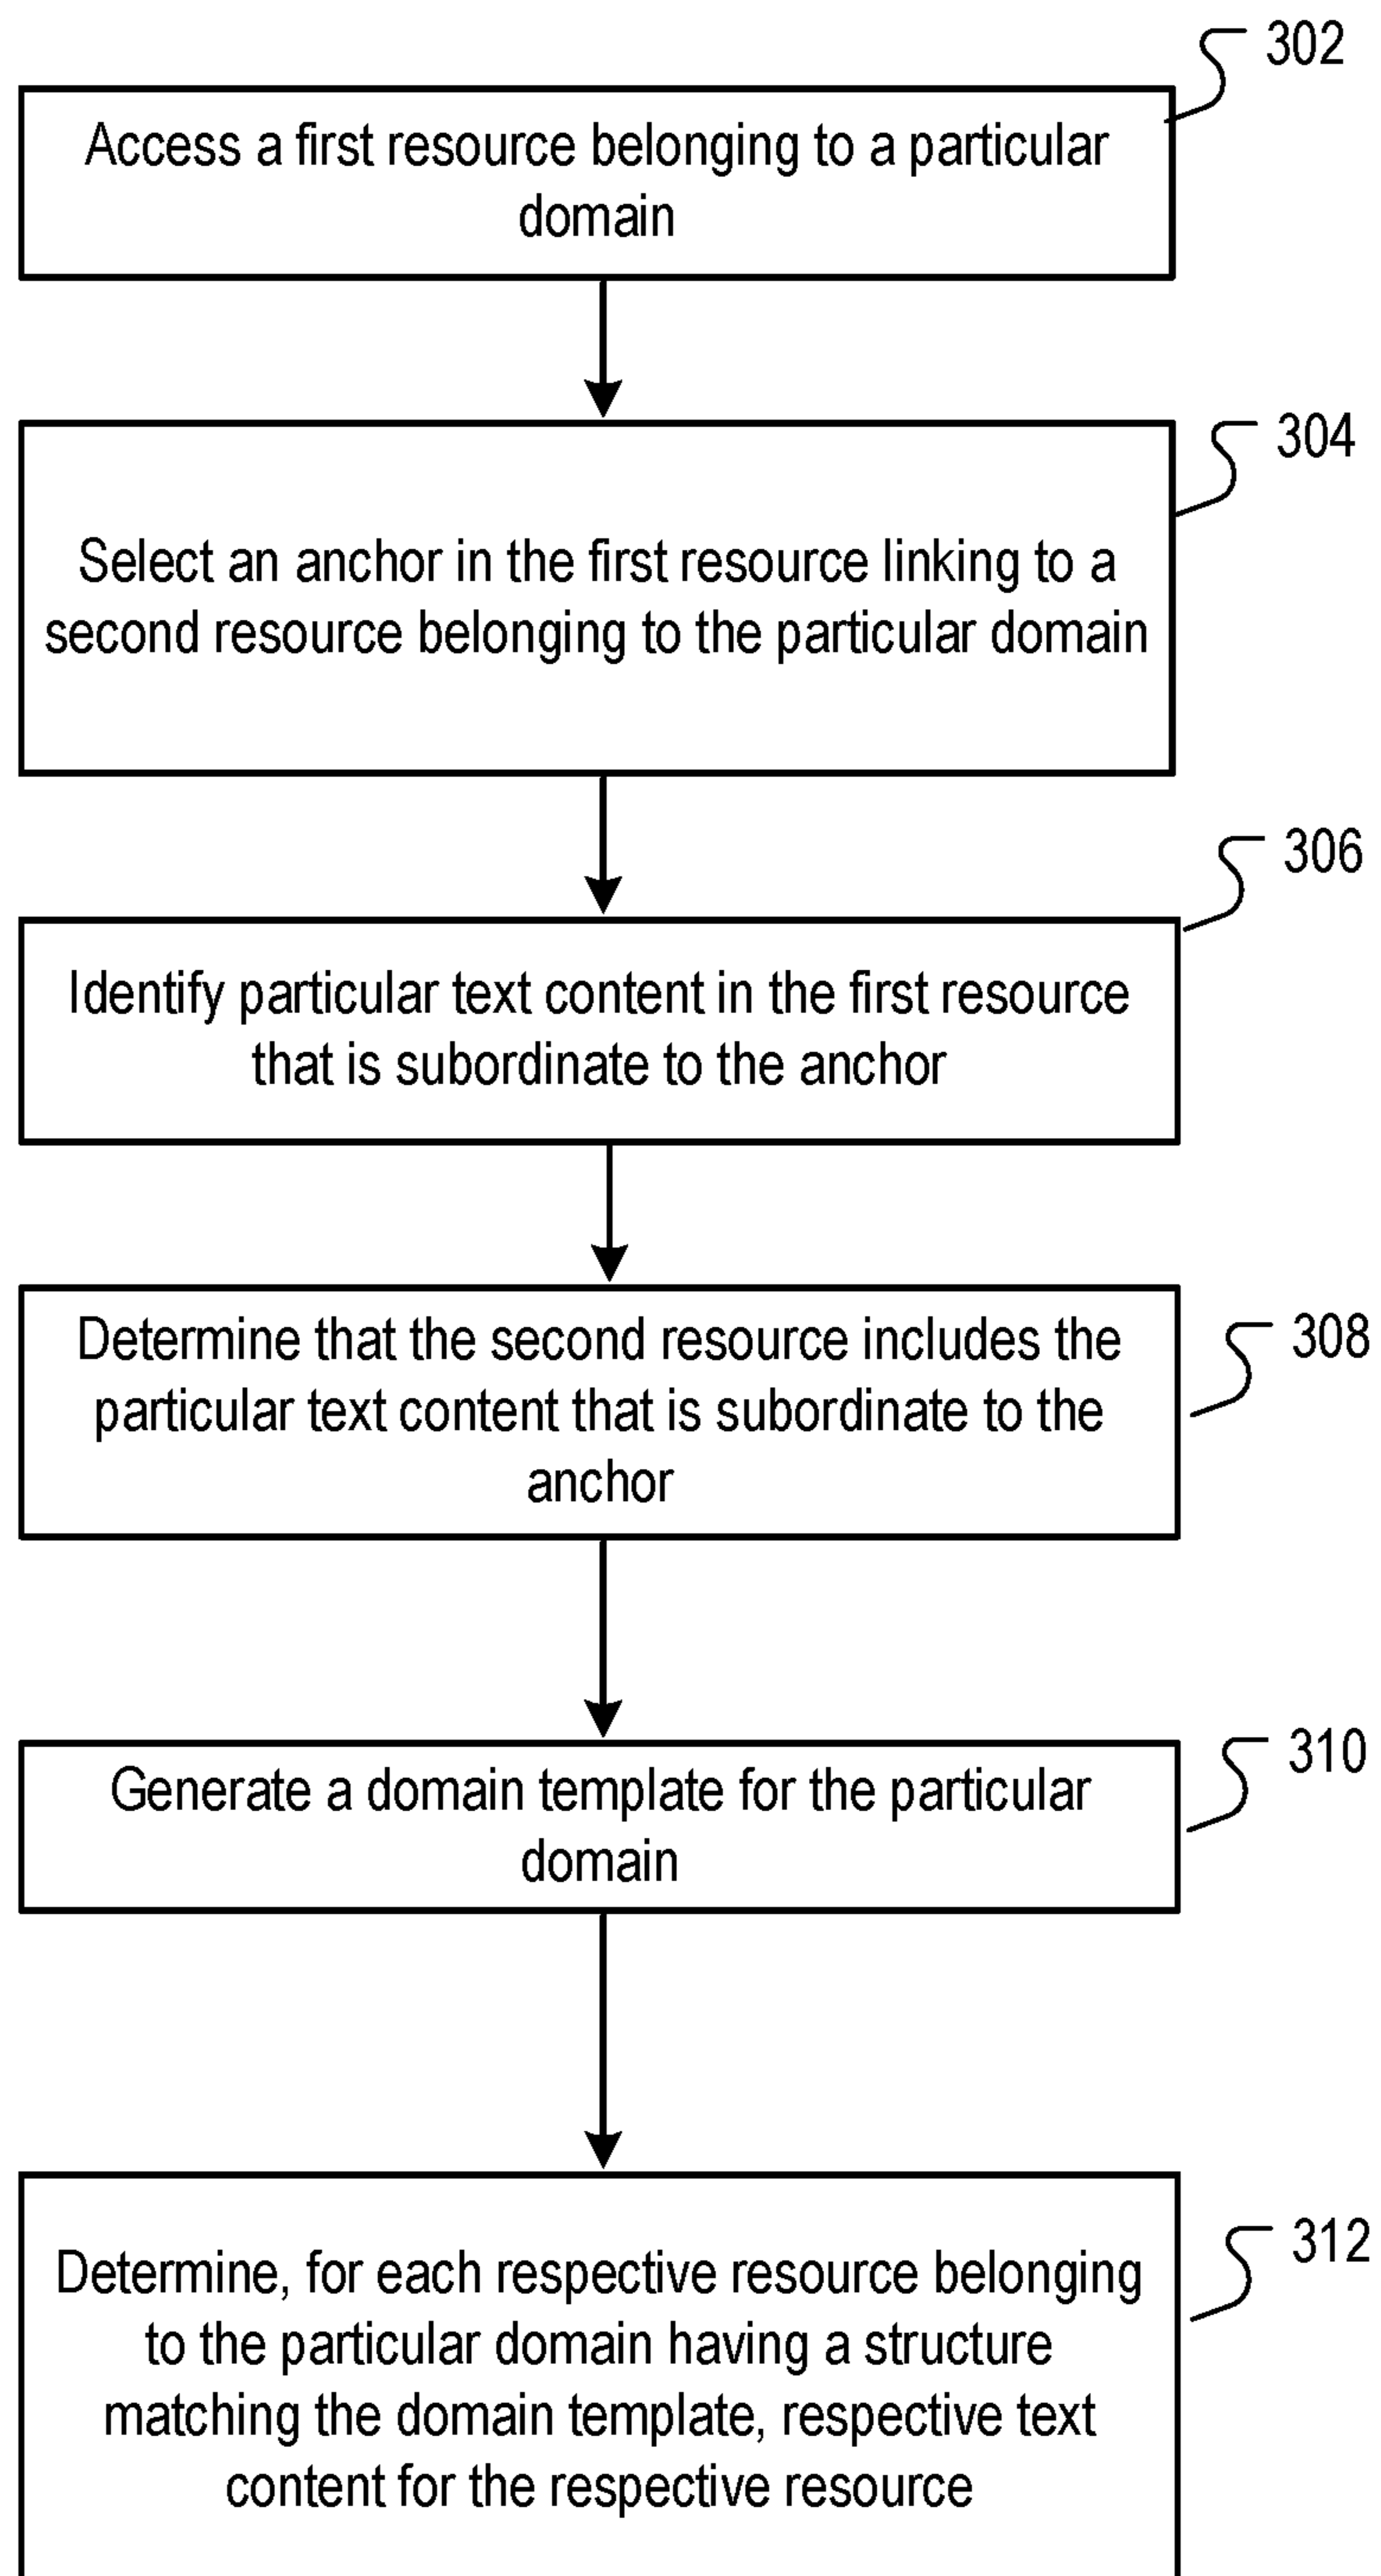 302
Access a first resource belonging to a particular
domain
304
Select an anchor in the first resource linking to a
second resource belonging to the particular domain
306
Identify particular text content in the first resource
that is subordinate to the anchor
308
Determine that the second resource includes the
particular text content that is subordinate to the
anchor
310
Generate a domain template for the particular
domain
312
Determine, for each respective resource belonging
to the particular domain having a structure
matching the domain template, respective text
content for the respective resource